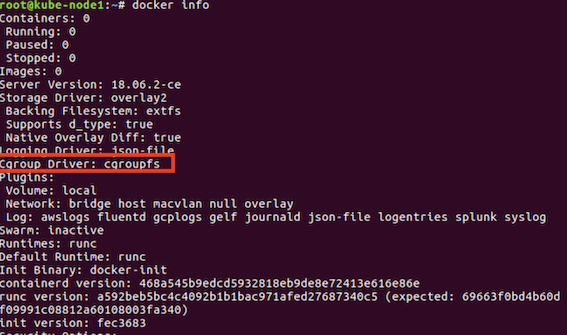 root@kube-node1:~# docker info
Containers: 0
 Running: 0
 Paused: 0
 Stopped: 0
Images: 0
Server Version: 18.06.2-ce
Storage Driver: overlay2
 Backing Filesystem: extfs
 Supports d_type: true
 Native Overlay Diff: true
Logging Driver: json-file
Cgroup Driver: cgroupfs
Plugins:
 Volume: local
 Network: bridge host macvlan null overlay
 Log: awslogs fluentd gcplogs gelf journald json-file logentries splunk syslog
Swarm: inactive
Runtimes: runc
Default Runtime: runc
Init Binary: docker-init
containerd version: 468a545b9edcd5932818eb9de8e72413e616e86e
runc version: a592beb5bc4c4092b1b1bac971afed27687340c5 (expected: 69663f0bd4b60d
f09991c08812a60108003fa340)
init version: fec3683
Security Options: